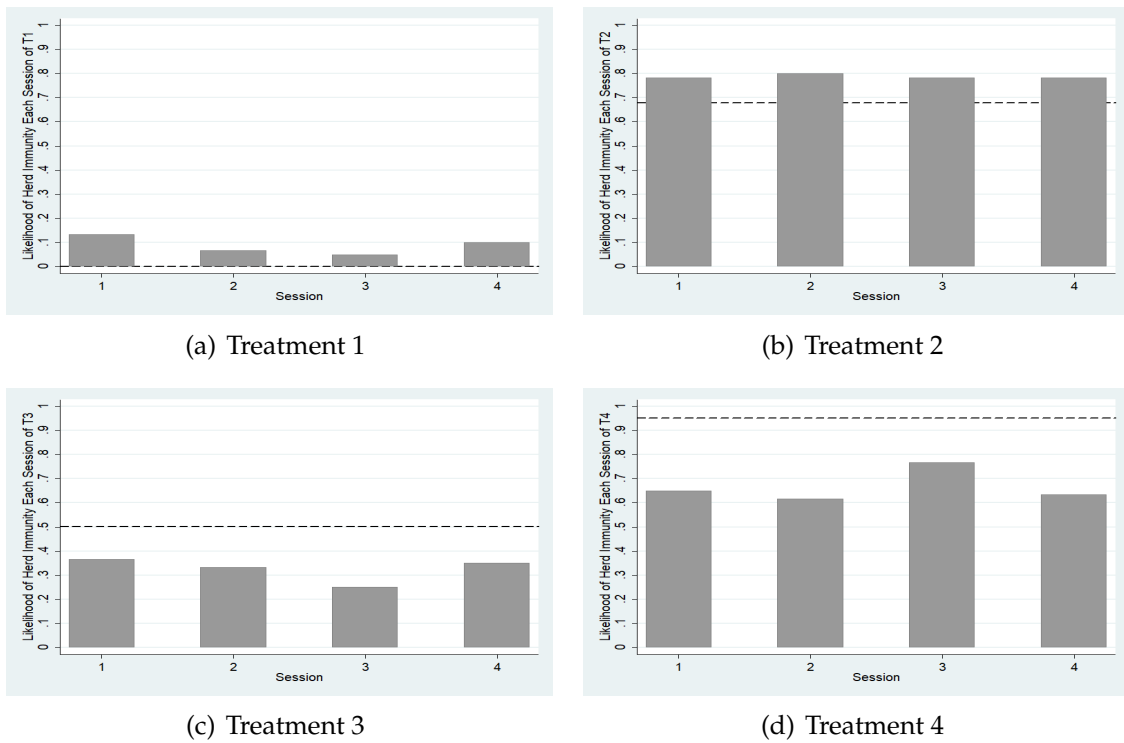 Likelihood of Herd Immunity Each Session of T1
1
.9
.8
.7
.6
.5
.4
.3
.2
.1
0
1 2 3 4
Session
(a) Treatment 1
Likelihood of Herd Immunity Each Session of T2
1
.9
.8
.7
.6
.5
.4
.3
.2
.1
0
1 2 3 4
Session
(b) Treatment 2
Likelihood of Herd Immunity Each Session of T3
1
.9
.8
.7
.6
.5
.4
.3
.2
.1
0
1 2 3 4
Session
(c) Treatment 3
Likelihood of Herd Immunity Each Session of T4
1
.9
.8
.7
.6
.5
.4
.3
.2
.1
0
1 2 3 4
Session
(d) Treatment 4